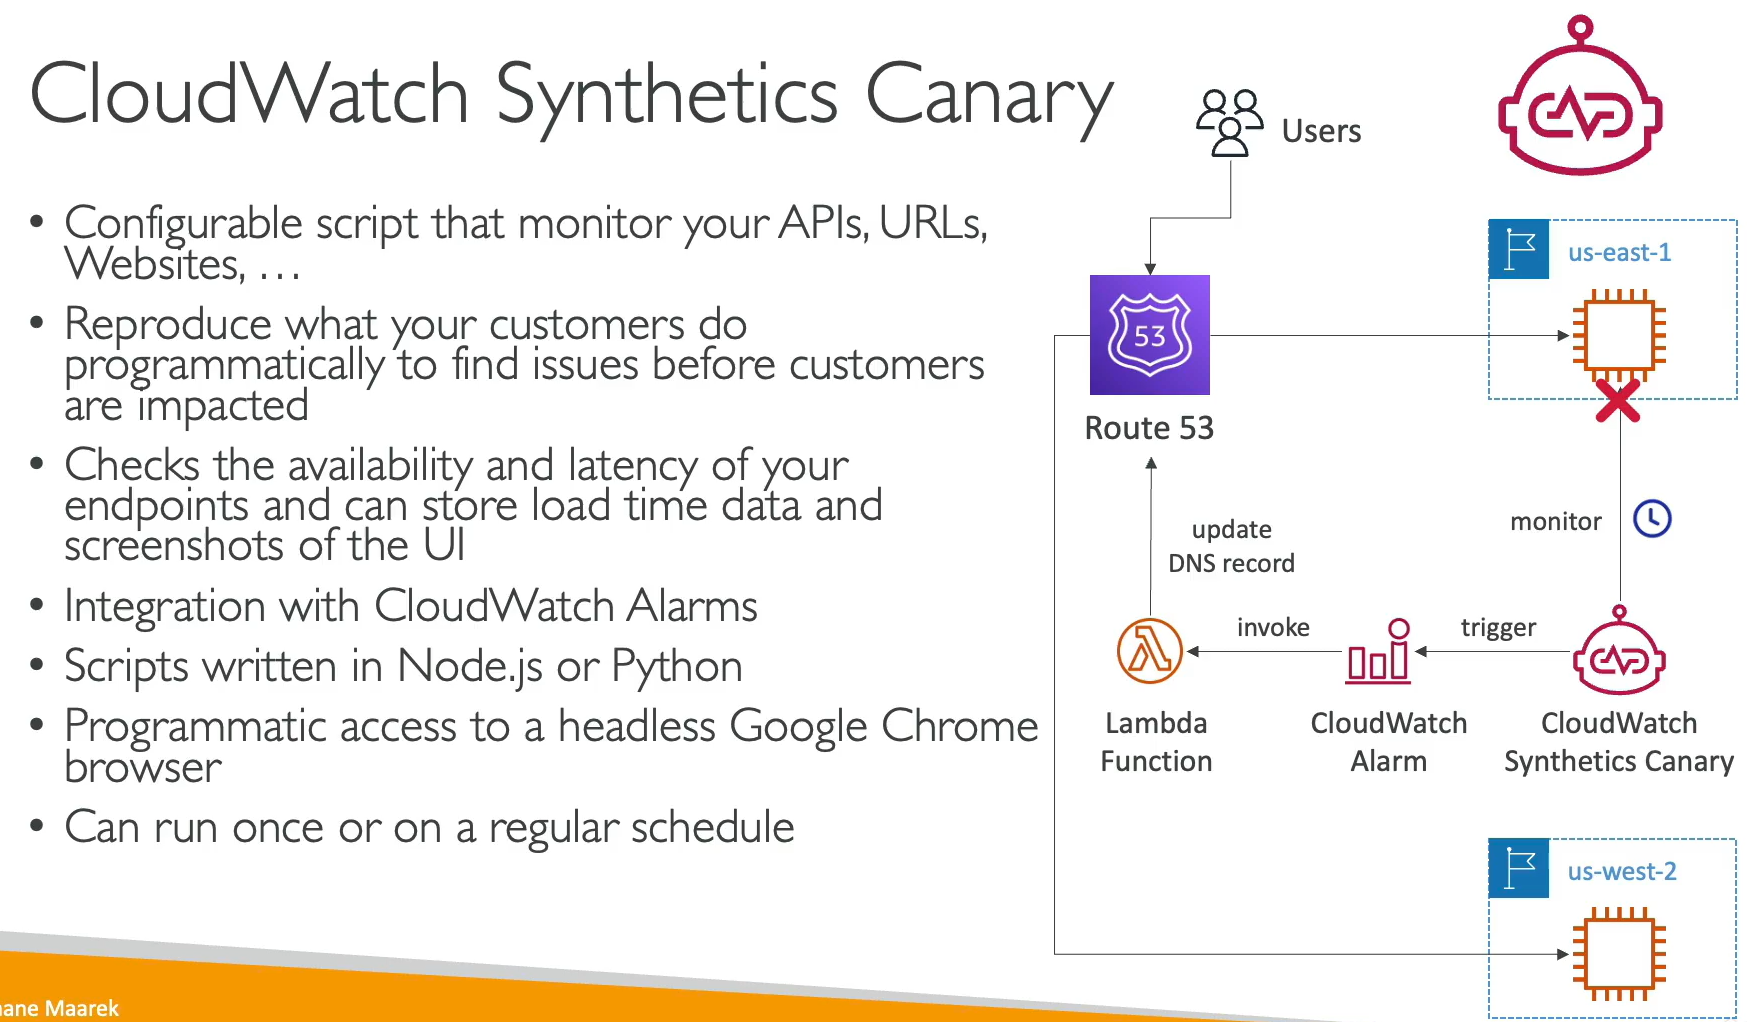 CloudWatch Synthetics Canary
• Configurable script that monitor your APIs, URLs,
Websites, …
• Reproduce what your customers do
programmatically to find issues before customers
are impacted
• Checks the availability and latency of your
endpoints and can store load time data and
screenshots of the UI
• Integration with CloudWatch Alarms
• Scripts written in Node.js or Python
• Programmatic access to a headless Google Chrome
browser
• Can run once or on a regular schedule
Users
us-east-1
53
Route 53
monitor
update
DNS record
invoke
trigger
Lambda
Function
CloudWatch
Alarm
CloudWatch
Synthetics Canary
us-west-2
Maarek